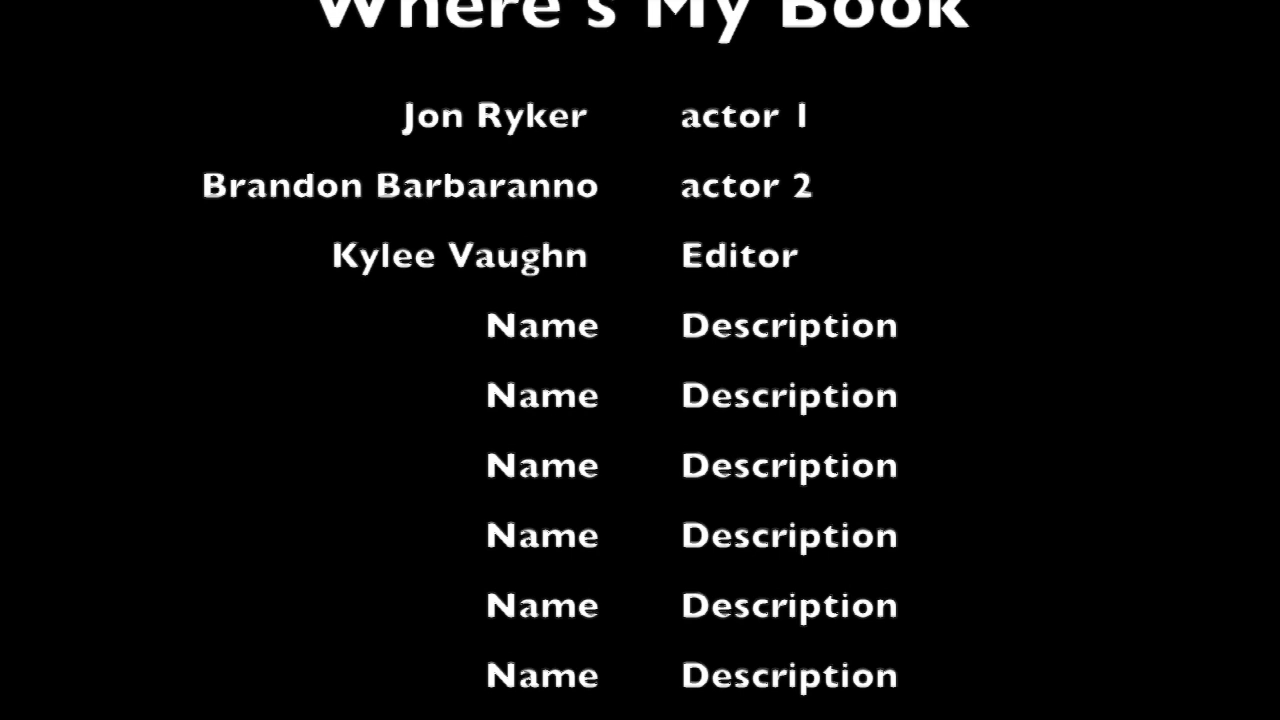 Where's My Book
Jon Ryker actor 1
Brandon Barbaranno actor 2
Kylee Vaughn Editor
Name Description
Name Description
Name Description
Name Description
Name Description
Name Description